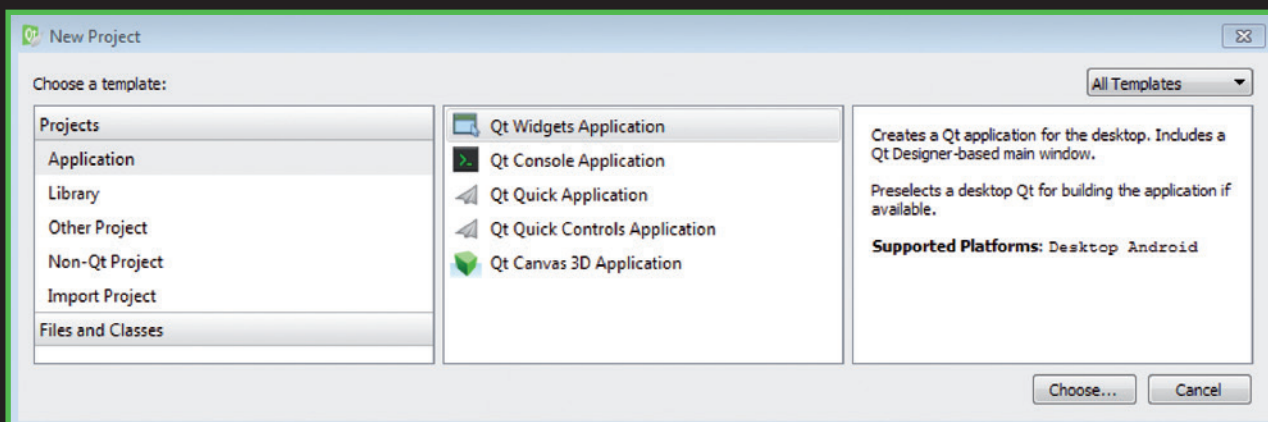 New Project
Choose a template:
All Templates
Projects
Application
Library
Other Project
Non-Qt Project
Import Project
Files and Classes
Qt Widgets Application
Qt Console Application
Qt Quick Application
Qt Quick Controls Application
Qt Canvas 3D Application
Creates a Qt application for the desktop. Includes a
Qt Designer-based main window.
Preselects a desktop Qt for building the application if
available.
Supported Platforms: Desktop Android
Choose...
Cancel